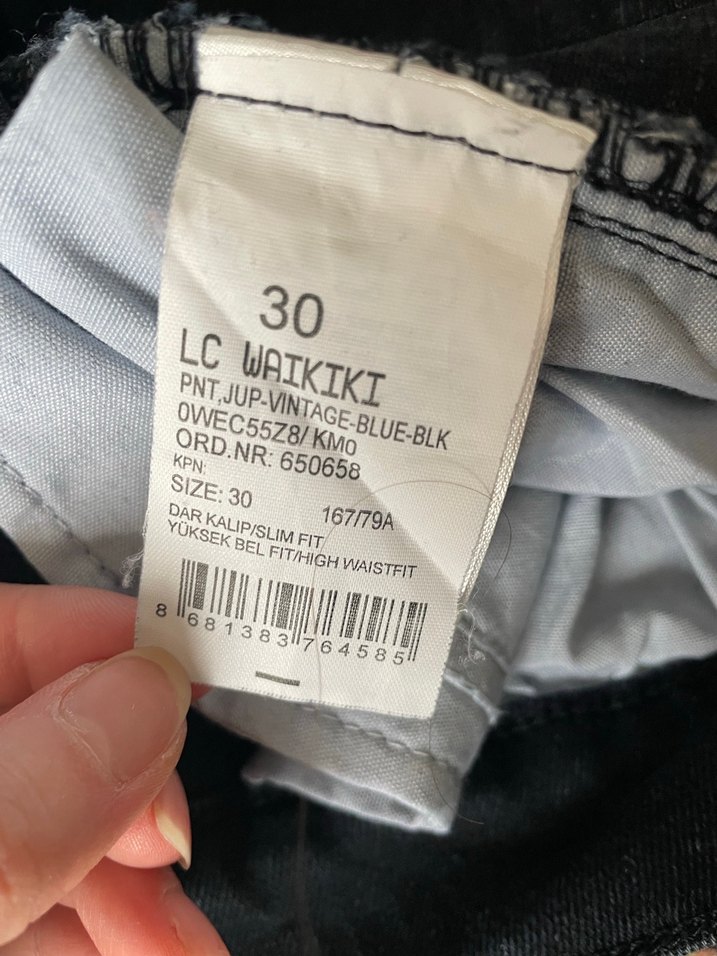 30
LC WAIKIKI
PNT,JUP-VINTAGE-BLUE-BLK
0WEC55Z8/ KM0
ORD.NR: 650658
KPN:
SIZE: 30 167/79A
DAR KALIP/SLIM FIT
YÜKSEK BEL FIT/HIGH WAISTFIT
8 681383 764585